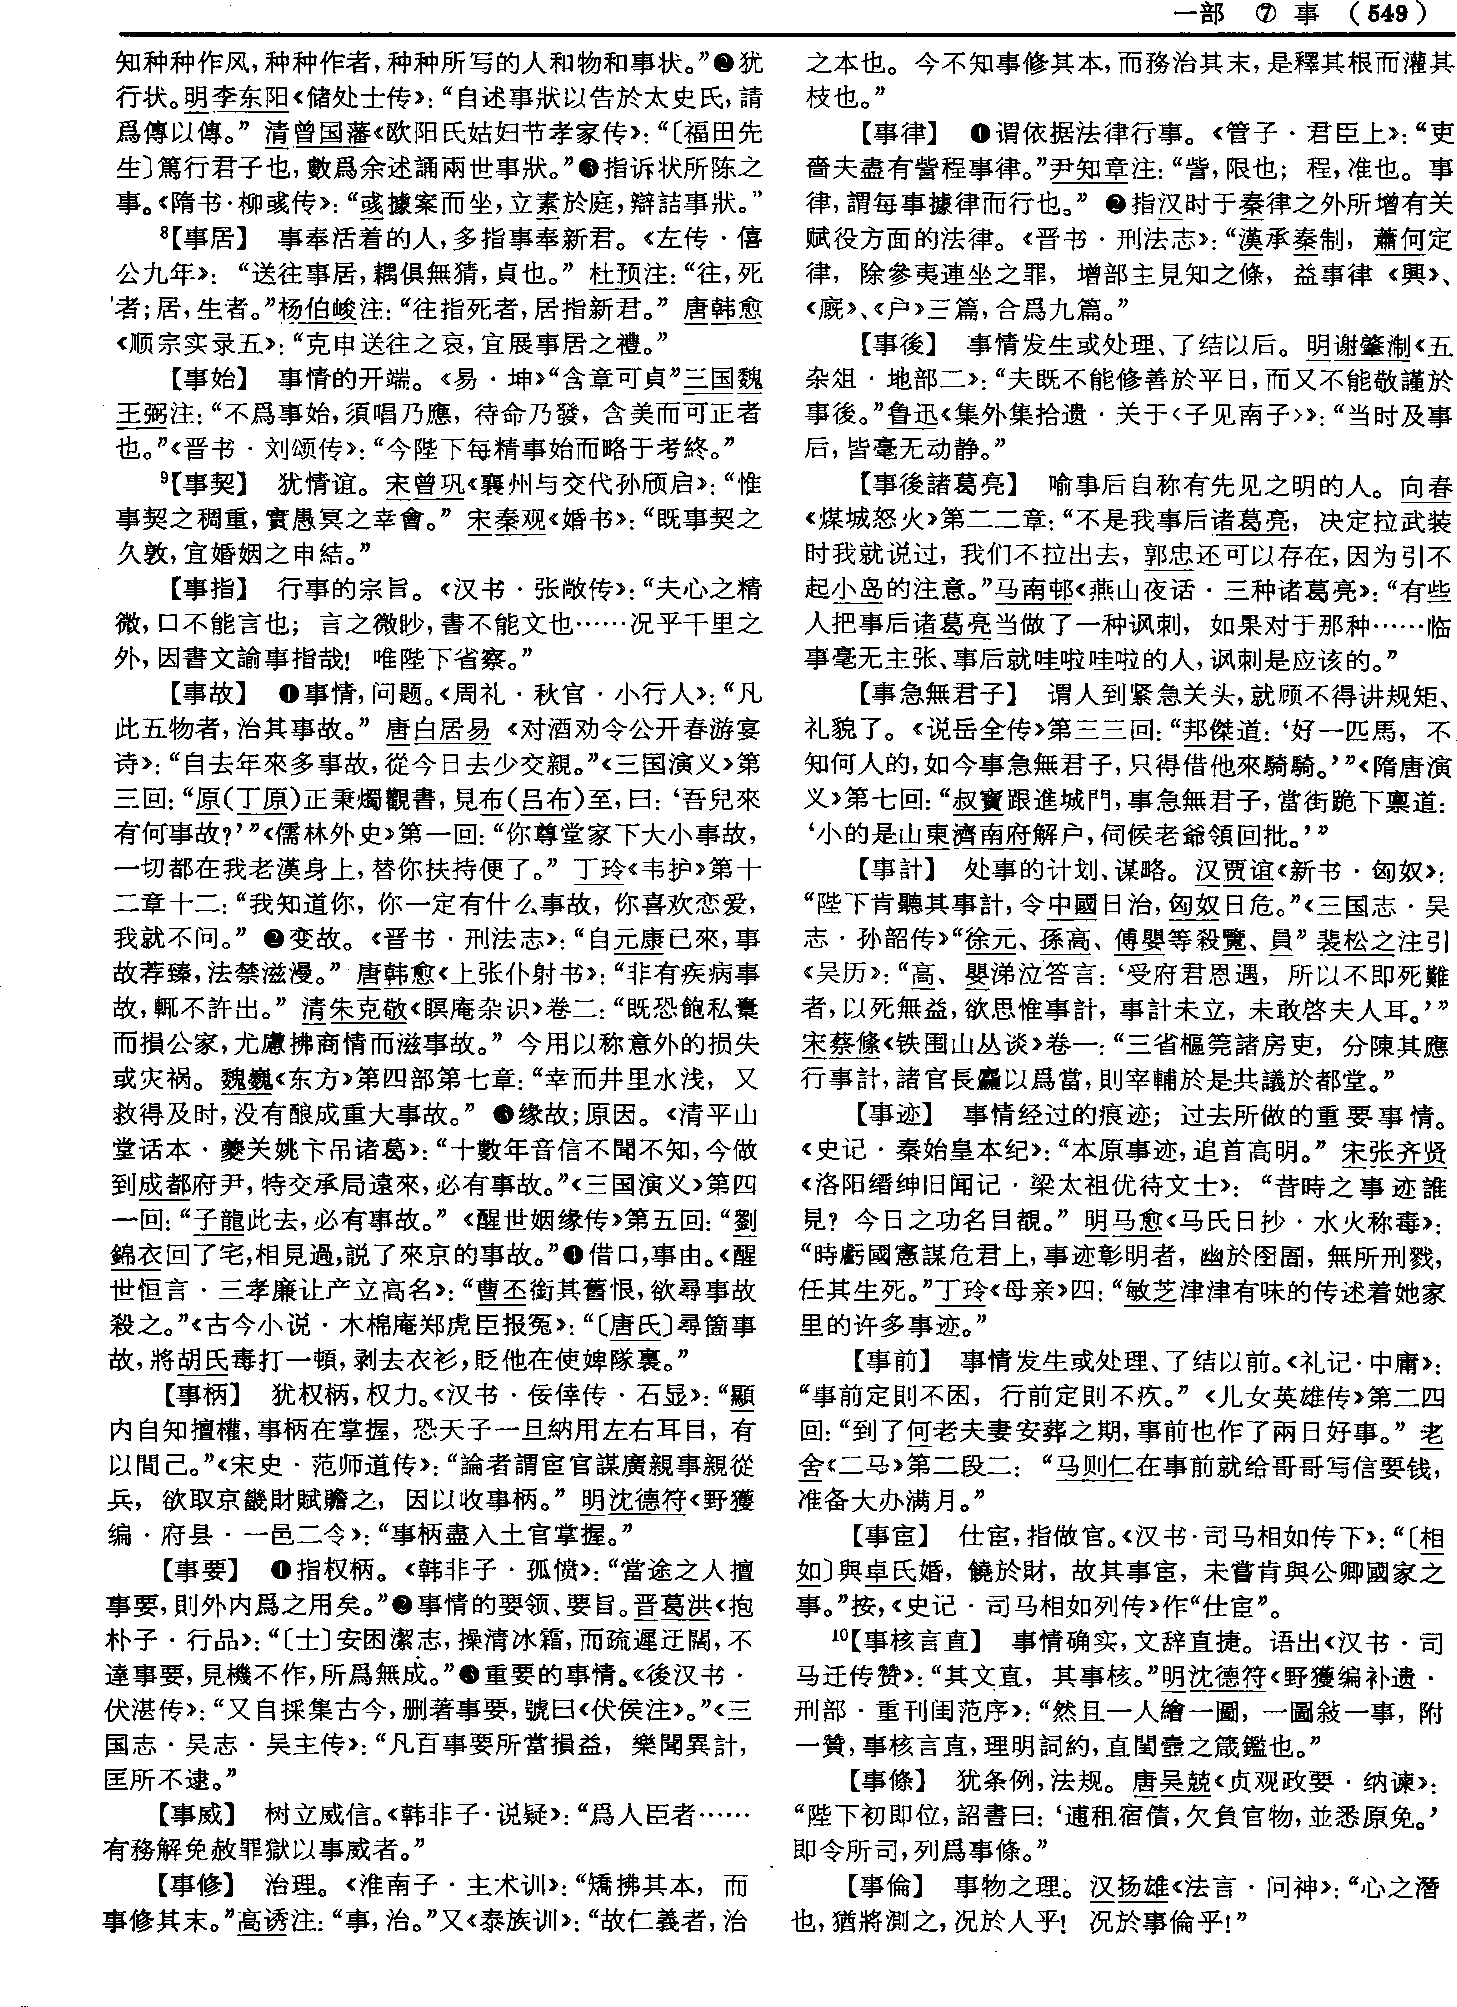 一部 ⑦ 事 （549）
知种种作风，种种作者，种种所写的人和物和事状。”❷犹
行状。明李东阳《储处士传》：“自述事狀以告於太史氏，請
爲傳以傳。” 清曾国藩《欧阳氏姑妇节孝家传》：“〔福田先
生〕篤行君子也，數爲余述誦兩世事狀。”❸指诉状所陈之
事。《隋书·柳彧传》：“彧據案而坐，立素於庭，辯詰事狀。”
⁸【事居】 事奉活着的人，多指事奉新君。《左传·僖
公九年》：“送往事居，耦俱無猜，貞也。” 杜预注：“往，死
者；居，生者。”杨伯峻注：“往指死者，居指新君。” 唐韩愈
《顺宗实录五》：“克申送往之哀，宜展事居之禮。”
【事始】 事情的开端。《易·坤》“含章可貞”三国魏
王弼注：“不爲事始，須唱乃應，待命乃發，含美而可正者
也。”《晋书·刘颂传》：“今陛下每精事始而略于考終。”
⁹【事契】 犹情谊。宋曾巩《襄州与交代孙颀启》：“惟
事契之稠重，實愚冥之幸會。” 宋秦观《婚书》：“既事契之
久敦，宜婚姻之申結。”
【事指】 行事的宗旨。《汉书·张敞传》：“夫心之精
微，口不能言也；言之微眇，書不能文也……况乎千里之
外，因書文諭事指哉！唯陛下省察。”
【事故】 ❶事情，问题。《周礼·秋官·小行人》：“凡
此五物者，治其事故。” 唐白居易《对酒劝令公开春游宴
诗》：“自去年來多事故，從今日去少交親。”《三国演义》第
三回：“原（丁原）正秉燭觀書，見布（吕布）至，曰：‘吾兒來
有何事故？’”《儒林外史》第一回：“你尊堂家下大小事故，
一切都在我老漢身上，替你扶持便了。” 丁玲《韦护》第十
二章十二：“我知道你，你一定有什么事故，你喜欢恋爱，
我就不问。” ❷变故。《晋书·刑法志》：“自元康已來，事
故荐臻，法禁滋漫。” 唐韩愈《上张仆射书》：“非有疾病事
故，輒不許出。” 清朱克敬《瞑庵杂识》卷二：“既恐飽私橐
而損公家，尤慮拂商情而滋事故。” 今用以称意外的损失
或灾祸。魏巍《东方》第四部第七章：“幸而井里水浅，又
救得及时，没有酿成重大事故。” ❸缘故；原因。《清平山
堂话本·夔关姚卞吊诸葛》：“十數年音信不聞不知，今做
到成都府尹，特交承局遠來，必有事故。”《三国演义》第四
一回：“子龍此去，必有事故。” 《醒世姻缘传》第五回：“劉
錦衣回了宅，相見過，説了來京的事故。”❹借口，事由。《醒
世恒言·三孝廉让产立高名》：“曹丕銜其舊恨，欲尋事故
殺之。”《古今小说·木棉庵郑虎臣报冤》：“〔唐氏〕尋箇事
故，將胡氏毒打一頓，剥去衣衫，貶他在使婢隊裏。”
【事柄】 犹权柄，权力。《汉书·佞倖传·石显》：“顯
内自知擅權，事柄在掌握，恐天子一旦納用左右耳目，有
以間己。”《宋史·范师道传》：“論者謂宦官謀廣親事親從
兵，欲取京畿財賦贍之，因以收事柄。” 明沈德符《野獲
编·府县·一邑二令》：“事柄盡入土官掌握。”
【事要】 ❶指权柄。《韩非子·孤愤》：“當途之人擅
事要，則外内爲之用矣。”❷事情的要领、要旨。晋葛洪《抱
朴子·行品》：“〔士〕安困潔志，操清冰霜，而疏遲迂闊，不
達事要，見機不作，所爲無成。”❸重要的事情。《後汉书·
伏湛传》：“又自採集古今，删著事要，號曰《伏侯注》。”《三
国志·吴志·吴主传》：“凡百事要所當損益，樂聞異計，
匡所不逮。”
【事威】 树立威信。《韩非子·说疑》：“爲人臣者……
有務解免赦罪獄以事威者。”
【事修】 治理。《淮南子·主术训》：“矯拂其本，而
事修其末。”高诱注：“事，治。”又《泰族训》：“故仁義者，治
之本也。今不知事修其本，而務治其末，是釋其根而灌其
枝也。”
【事律】 ❶谓依据法律行事。《管子·君臣上》：“吏
嗇夫盡有訾程事律。”尹知章注：“訾，限也；程，准也。事
律，謂每事據律而行也。” ❷指汉时于秦律之外所增有关
赋役方面的法律。《晋书·刑法志》：“漢承秦制，蕭何定
律，除參夷連坐之罪，增部主見知之條，益事律《興》、
《厩》、《户》三篇，合爲九篇。”
【事後】 事情发生或处理、了结以后。明谢肇淛《五
杂俎·地部二》：“夫既不能修善於平日，而又不能敬謹於
事後。”鲁迅《集外集拾遗·关于〈子见南子〉》：“当时及事
后，皆毫无动静。”
【事後諸葛亮】 喻事后自称有先见之明的人。向春
《煤城怒火》第二二章：“不是我事后诸葛亮，决定拉武装
时我就说过，我们不拉出去，郭忠还可以存在，因为引不
起小岛的注意。”马南邨《燕山夜话·三种诸葛亮》：“有些
人把事后诸葛亮当做了一种讽刺，如果对于那种……临
事毫无主张、事后就哇啦哇啦的人，讽刺是应该的。”
【事急無君子】 谓人到紧急关头，就顾不得讲规矩、
礼貌了。《说岳全传》第三三回：“邦傑道：‘好一匹馬，不
知何人的，如今事急無君子，只得借他來騎騎。’”《隋唐演
义》第七回：“叔寶跟進城門，事急無君子，當街跪下禀道：
‘小的是山東濟南府解户，伺候老爺領回批。’”
【事計】 处事的计划、谋略。汉贾谊《新书·匈奴》：
“陛下肯聽其事計，令中國日治，匈奴日危。”《三国志·吴
志·孙韶传》“徐元、孫高、傅嬰等殺覽、員” 裴松之注引
《吴历》：“高、嬰涕泣答言：‘受府君恩遇，所以不即死難
者，以死無益，欲思惟事計，事計未立，未敢啓夫人耳。’”
宋蔡絛《铁围山丛谈》卷一：“三省樞筦諸房吏，分陳其應
行事計，諸官長麤以爲當，則宰輔於是共議於都堂。”
【事迹】 事情经过的痕迹；过去所做的重要事情。
《史记·秦始皇本纪》：“本原事迹，追首高明。” 宋张齐贤
《洛阳缙绅旧闻记·梁太祖优待文士》：“昔時之事迹誰
見？今日之功名目覩。” 明马愈《马氏日抄·水火称毒》：
“時虧國憲謀危君上，事迹彰明者，幽於囹圄，無所刑戮，
任其生死。”丁玲《母亲》四：“敏芝津津有味的传述着她家
里的许多事迹。”
【事前】 事情发生或处理、了结以前。《礼记·中庸》：
“事前定則不困，行前定則不疚。” 《儿女英雄传》第二四
回：“到了何老夫妻安葬之期，事前也作了兩日好事。” 老
舍《二马》第二段二：“马则仁在事前就给哥哥写信要钱，
准备大办满月。”
【事宦】 仕宦，指做官。《汉书·司马相如传下》：“〔相
如〕與卓氏婚，饒於財，故其事宦，未嘗肯與公卿國家之
事。”按，《史记·司马相如列传》作“仕宦”。
¹⁰【事核言直】 事情确实，文辞直捷。语出《汉书·司
马迁传赞》：“其文直，其事核。”明沈德符《野獲编补遗·
刑部·重刊闺范序》：“然且一人繪一圖，一圖敍一事，附
一贊，事核言直，理明詞約，直閨壼之箴鑑也。”
【事條】 犹条例，法规。唐吴兢《贞观政要·纳谏》：
“陛下初即位，詔書曰：‘逋租宿債，欠負官物，並悉原免。’
即令所司，列爲事條。”
【事倫】 事物之理。汉扬雄《法言·问神》：“心之潛
也，猶將測之，况於人乎！况於事倫乎！”